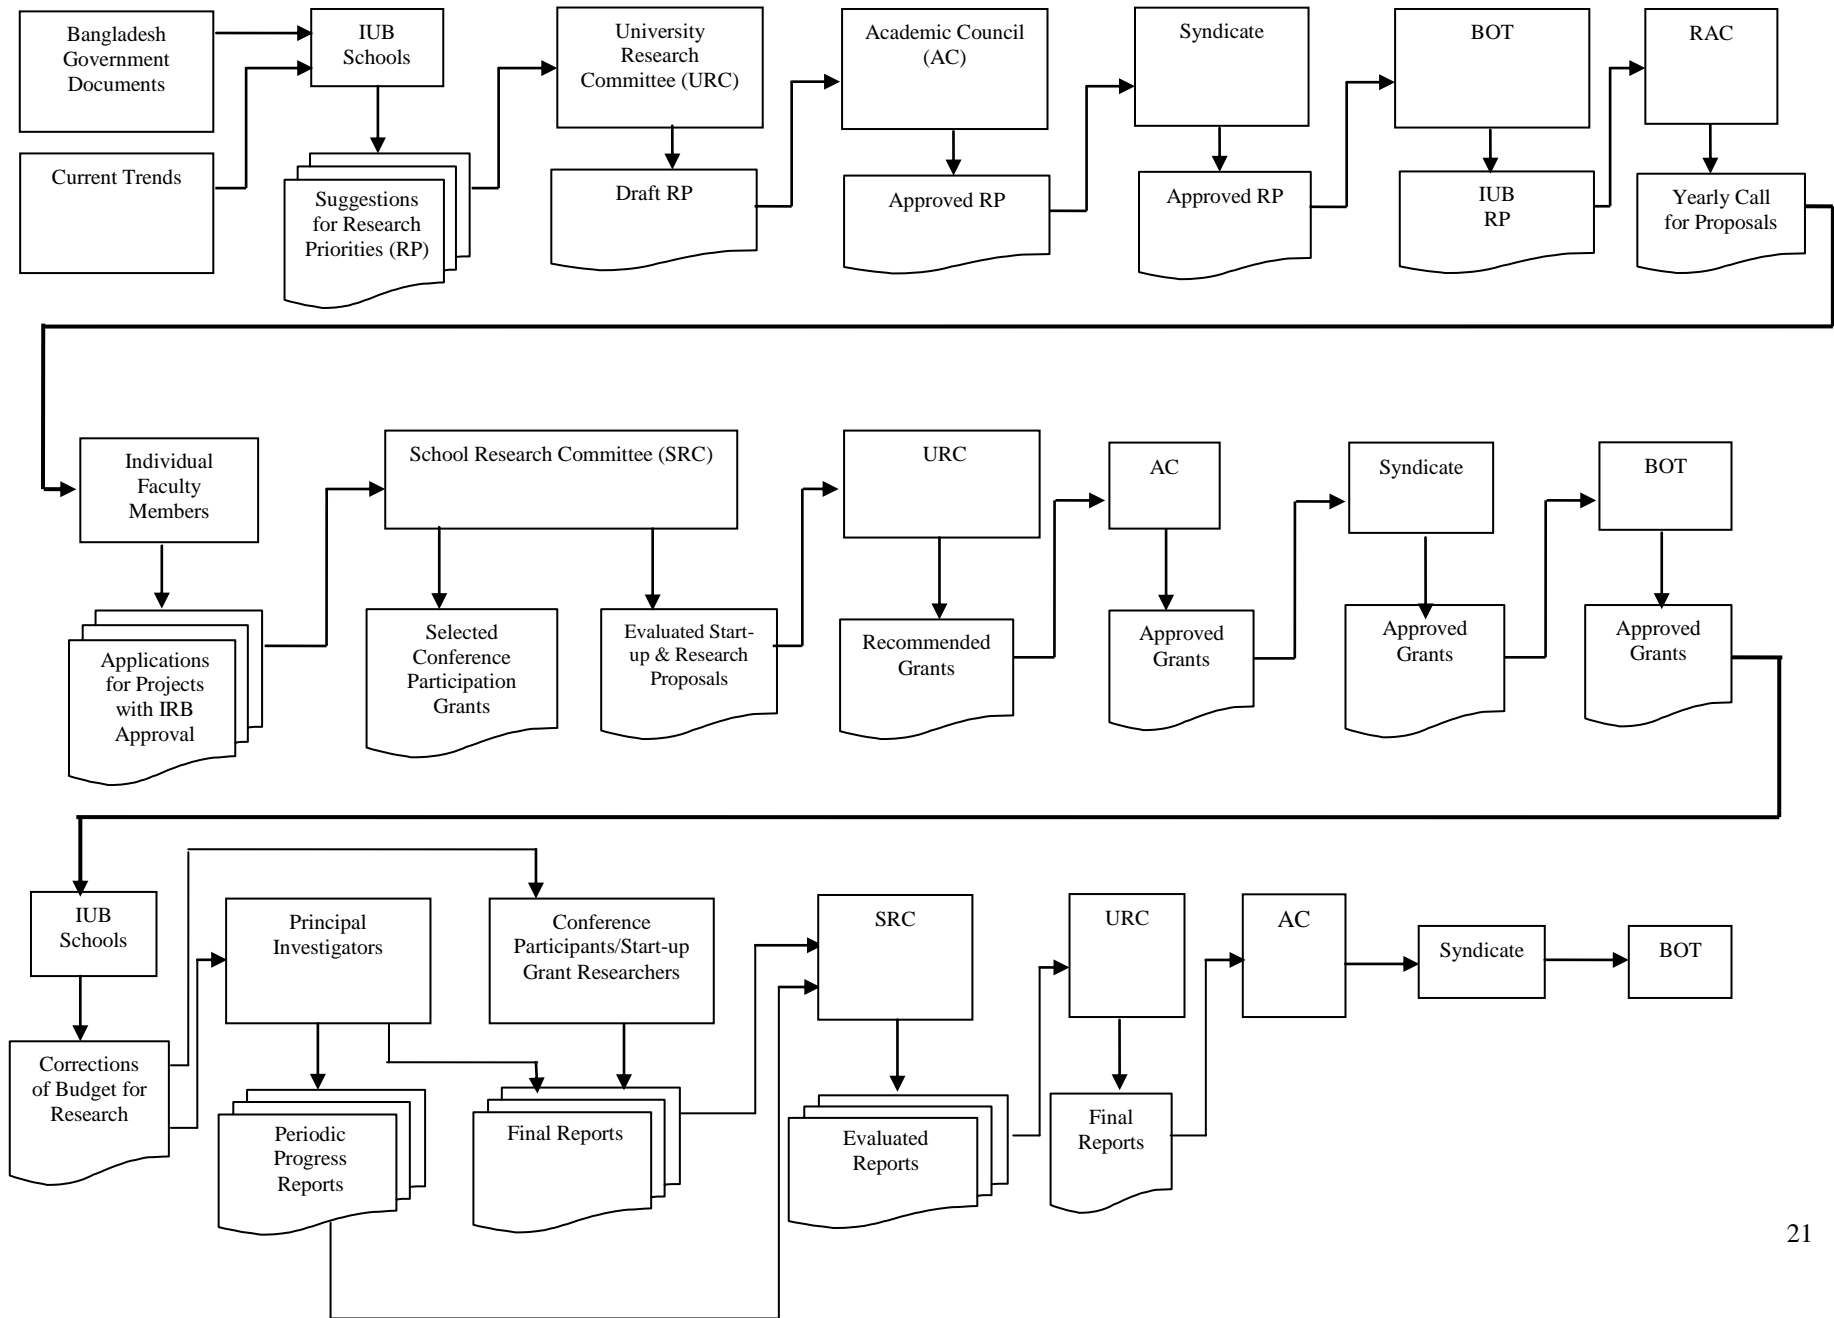 Bangladesh
Government
Documents
IUB
Schools
University
Research
Committee (URC)
Academic Council
(AC)
Syndicate
BOT
RAC
Current Trends
Suggestions
for Research
Priorities (RP)
Draft RP
Approved RP
Approved RP
IUB
RP
Yearly Call
for Proposals
Individual
Faculty
Members
School Research Committee (SRC)
URC
AC
Syndicate
BOT
Applications
for Projects
with IRB
Approval
Selected
Conference
Participation
Grants
Evaluated Start-
up & Research
Proposals
Recommended
Grants
Approved
Grants
Approved
Grants
Approved
Grants
IUB
Schools
Principal
Investigators
Conference
Participants/Start-up
Grant Researchers
SRC
URC
AC
Syndicate
BOT
Corrections
of Budget for
Research
Periodic
Progress
Reports
Final Reports
Evaluated
Reports
Final
Reports
21